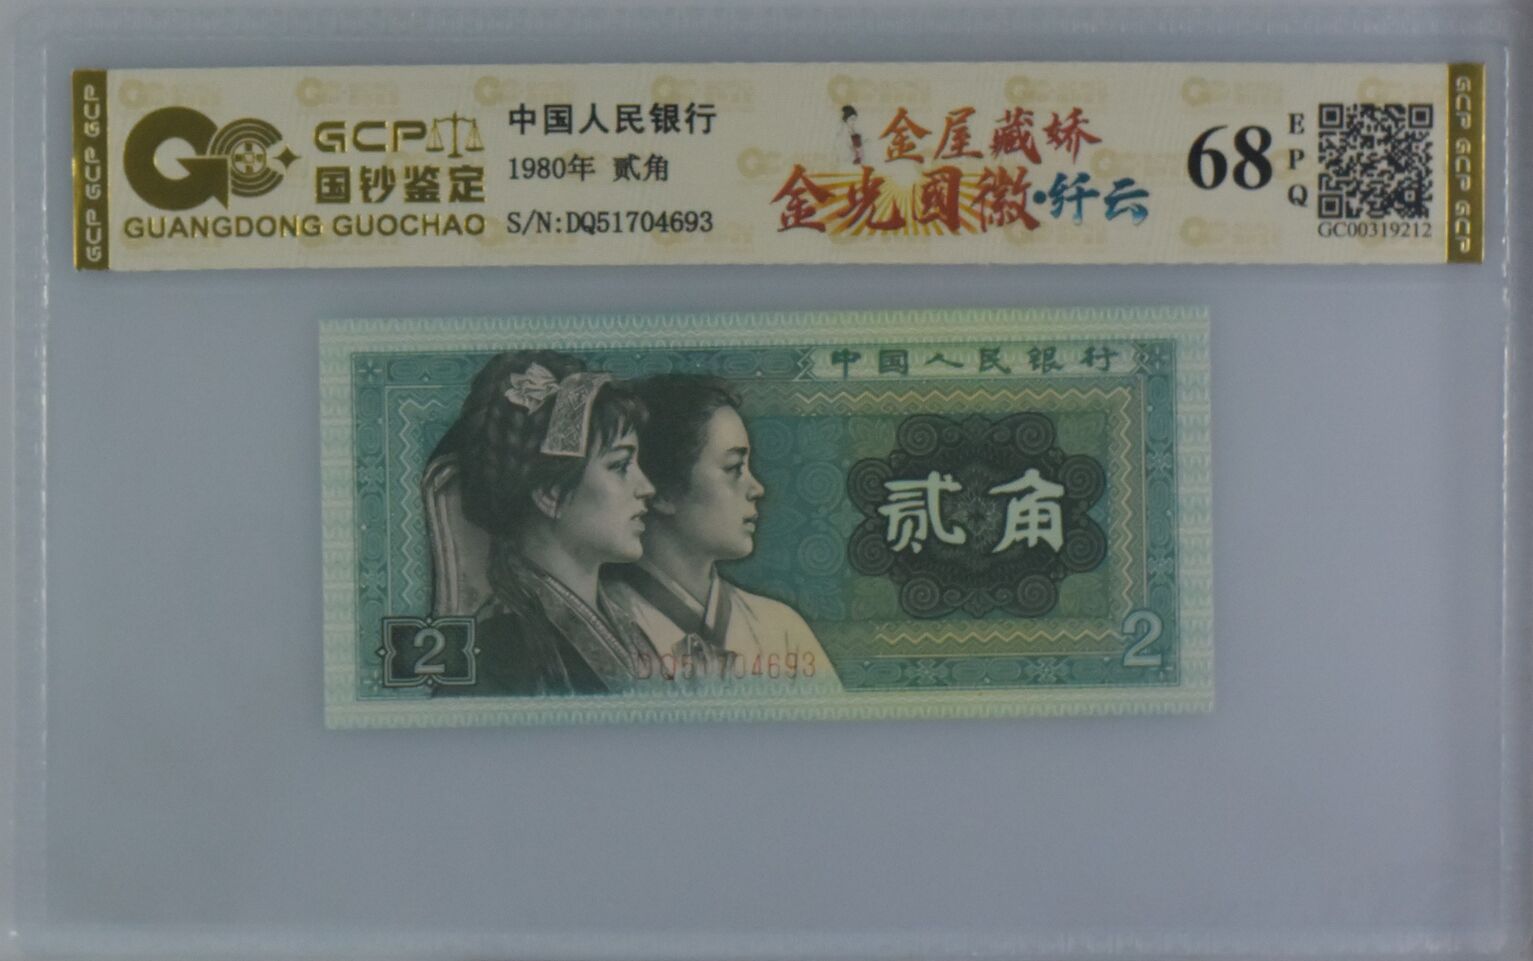 GCP GCP GCP
GCP
国钞鉴定
GUANGDONG GUOCHAO
中国人民银行
1980年 贰角
S/N:DQ51704693
金屋藏娇
金光國徽·纤云
68
EPQ
GC00319212
GCP GCP GCP
中国人民银行
贰角
2
2
DQ51704693